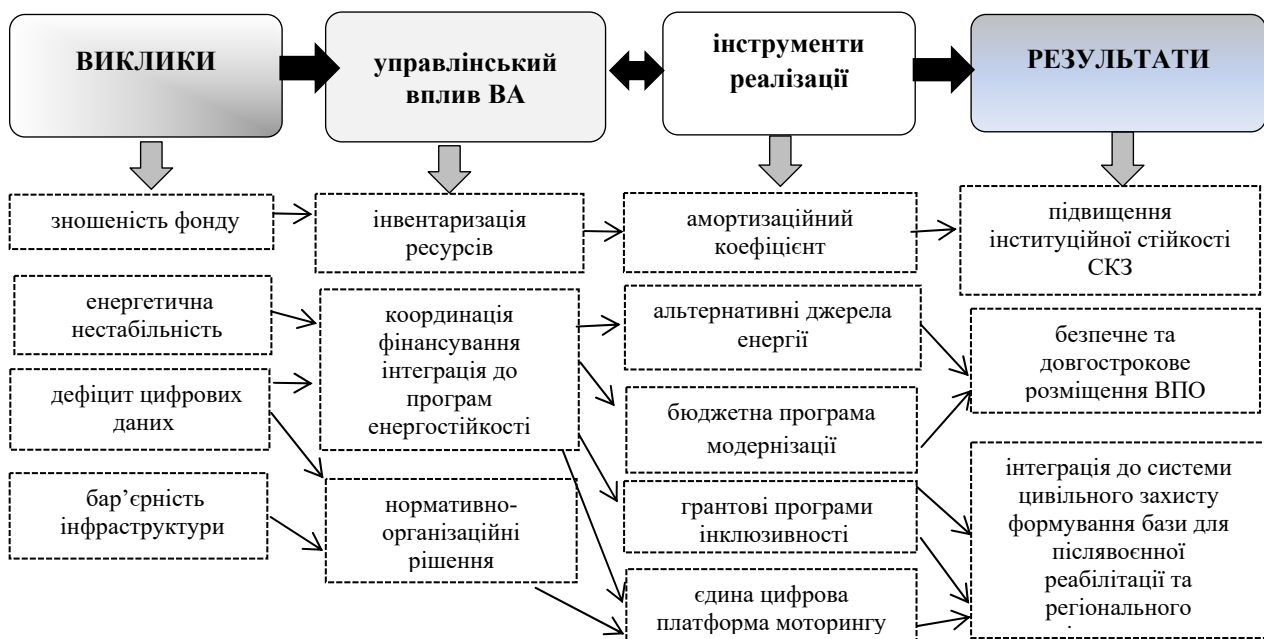 ВИКЛИКИ
управлінський
вплив ВА
інструменти
реалізації
РЕЗУЛЬТАТИ
зношеність фонду
інвентаризація
ресурсів
амортизаційний
коефіцієнт
підвищення
інституційної стійкості
СКЗ
енергетична
нестабільність
координація
фінансування
інтеграція до
програм
енергостійкості
альтернативні джерела
енергії
безпечне та
довгострокове
розміщення ВПО
дефіцит цифрових
даних
бюджетна програма
модернізації
бар’єрність
інфраструктури
нормативно-
організаційні
рішення
грантові програми
інклюзивності
інтеграція до системи
цивільного захисту
формування бази для
післявоєнної
реабілітації та
регіонального
єдина цифрова
платформа моторингу